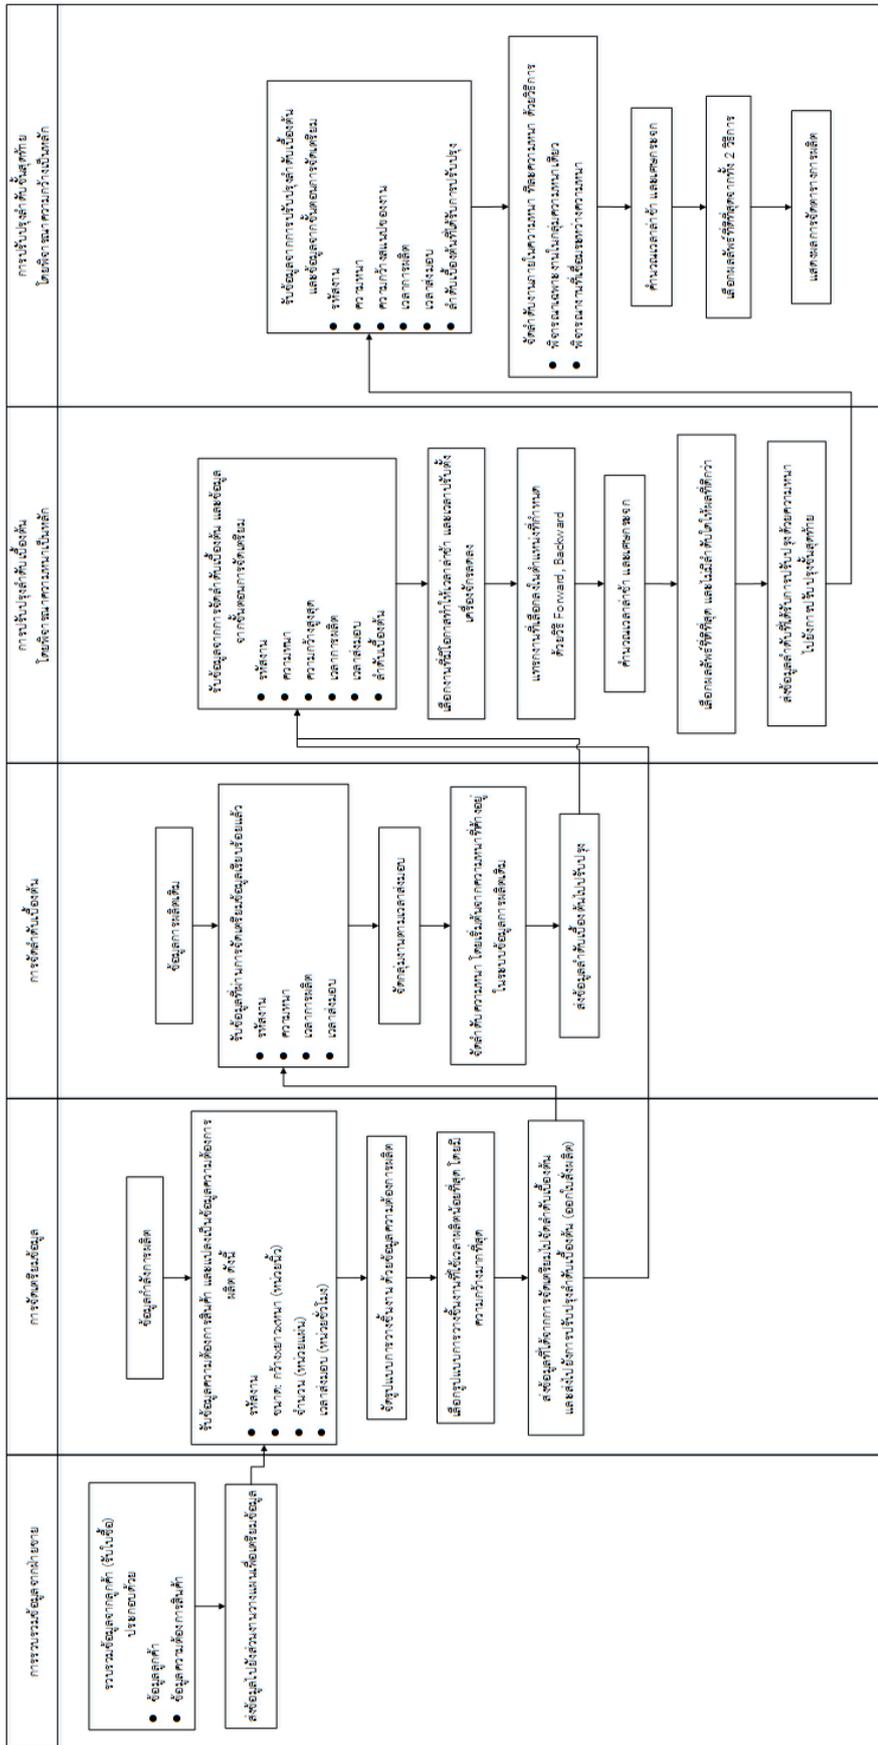 การรวบรวมข้อมูลจากฝ่ายขาย
รวบรวมข้อมูลจากลูกค้า (รับใบซื้อ)
ประกอบด้วย
● ข้อมูลลูกค้า
● ข้อมูลความต้องการสินค้า
ส่งข้อมูลไปยังส่วนงานวางแผนเพื่อเตรียมข้อมูล
การจัดเตรียมข้อมูล
ข้อมูลกำลังการผลิต
รับข้อมูลความต้องการสินค้า และแปลงเป็นข้อมูลความต้องการ
ผลิต ดังนี้
● รหัสงาน
● ขนาด: กว้างxยาวxหนา (หน่วยนิ้ว)
● จำนวน (หน่วยแผ่น)
● เวลาส่งมอบ (หน่วยชั่วโมง)
จัดรูปแบบการวางชิ้นงาน ด้วยข้อมูลความต้องการผลิต
เลือกรูปแบบการวางชิ้นงานที่ใช้เวลาผลิตน้อยที่สุด โดยมี
ความกว้างมากที่สุด
ส่งข้อมูลที่ได้จากการจัดเตรียมไปจัดลำดับเบื้องต้น
และส่งไปยังการปรับปรุงลำดับเบื้องต้น (ออกใบสั่งผลิต)
การจัดลำดับเบื้องต้น
ข้อมูลการผลิตเดิม
รับข้อมูลที่ผ่านการจัดเตรียมข้อมูลเรียบร้อยแล้ว
● รหัสงาน
● ความหนา
● เวลาการผลิต
● เวลาส่งมอบ
จัดกลุ่มงานตามเวลาส่งมอบ
จัดลำดับความหนา โดยเริ่มต้นจากความหนาที่ค้างอยู่
ในระบบข้อมูลการผลิตเดิม
ส่งข้อมูลลำดับเบื้องต้นไปปรับปรุง
การปรับปรุงลำดับเบื้องต้น
โดยพิจารณาความหนาเป็นหลัก
รับข้อมูลจากการจัดลำดับเบื้องต้น และข้อมูล
จากขั้นตอนการจัดเตรียม
● รหัสงาน
● ความหนา
● ความกว้างสูงสุด
● เวลาการผลิต
● เวลาส่งมอบ
● ลำดับเบื้องต้น
เลือกงานที่มีโอกาสทำให้เวลาล่าช้า และเวลาปรับตั้ง
เครื่องจักรลดลง
แทรกงานที่เลือกลงในตำแหน่งที่กำหนด
ด้วยวิธี Forward, Backward
คำนวณเวลาล่าช้า และเศษกระจก
เลือกผลลัพธ์ที่ดีที่สุด และไม่มีลำดับใดให้ผลที่ดีกว่า
ส่งข้อมูลลำดับที่ได้รับการปรับปรุงด้วยความหนา
ไปยังการปรับปรุงขั้นสุดท้าย
การปรับปรุงลำดับขั้นสุดท้าย
โดยพิจารณาความกว้างเป็นหลัก
รับข้อมูลจากการปรับปรุงลำดับเบื้องต้น
และข้อมูลจากขั้นตอนการจัดเตรียม
● รหัสงาน
● ความหนา
● เวลาการผลิต
● เวลาส่งมอบ
● ลำดับเบื้องต้นที่ได้รับการปรับปรุง
จัดลำดับงานภายในความหนา ทีละความหนา ด้วยวิธีการ
● พิจารณาเฉพาะงานในกลุ่มความหนาเดียว
● พิจารณางานที่เชื่อมระหว่างความหนา
คำนวณเวลาล่าช้า และเศษกระจก
เลือกผลลัพธ์ที่ดีที่สุดจากทั้ง 2 วิธีการ
แสดงผลการจัดตารางการผลิต